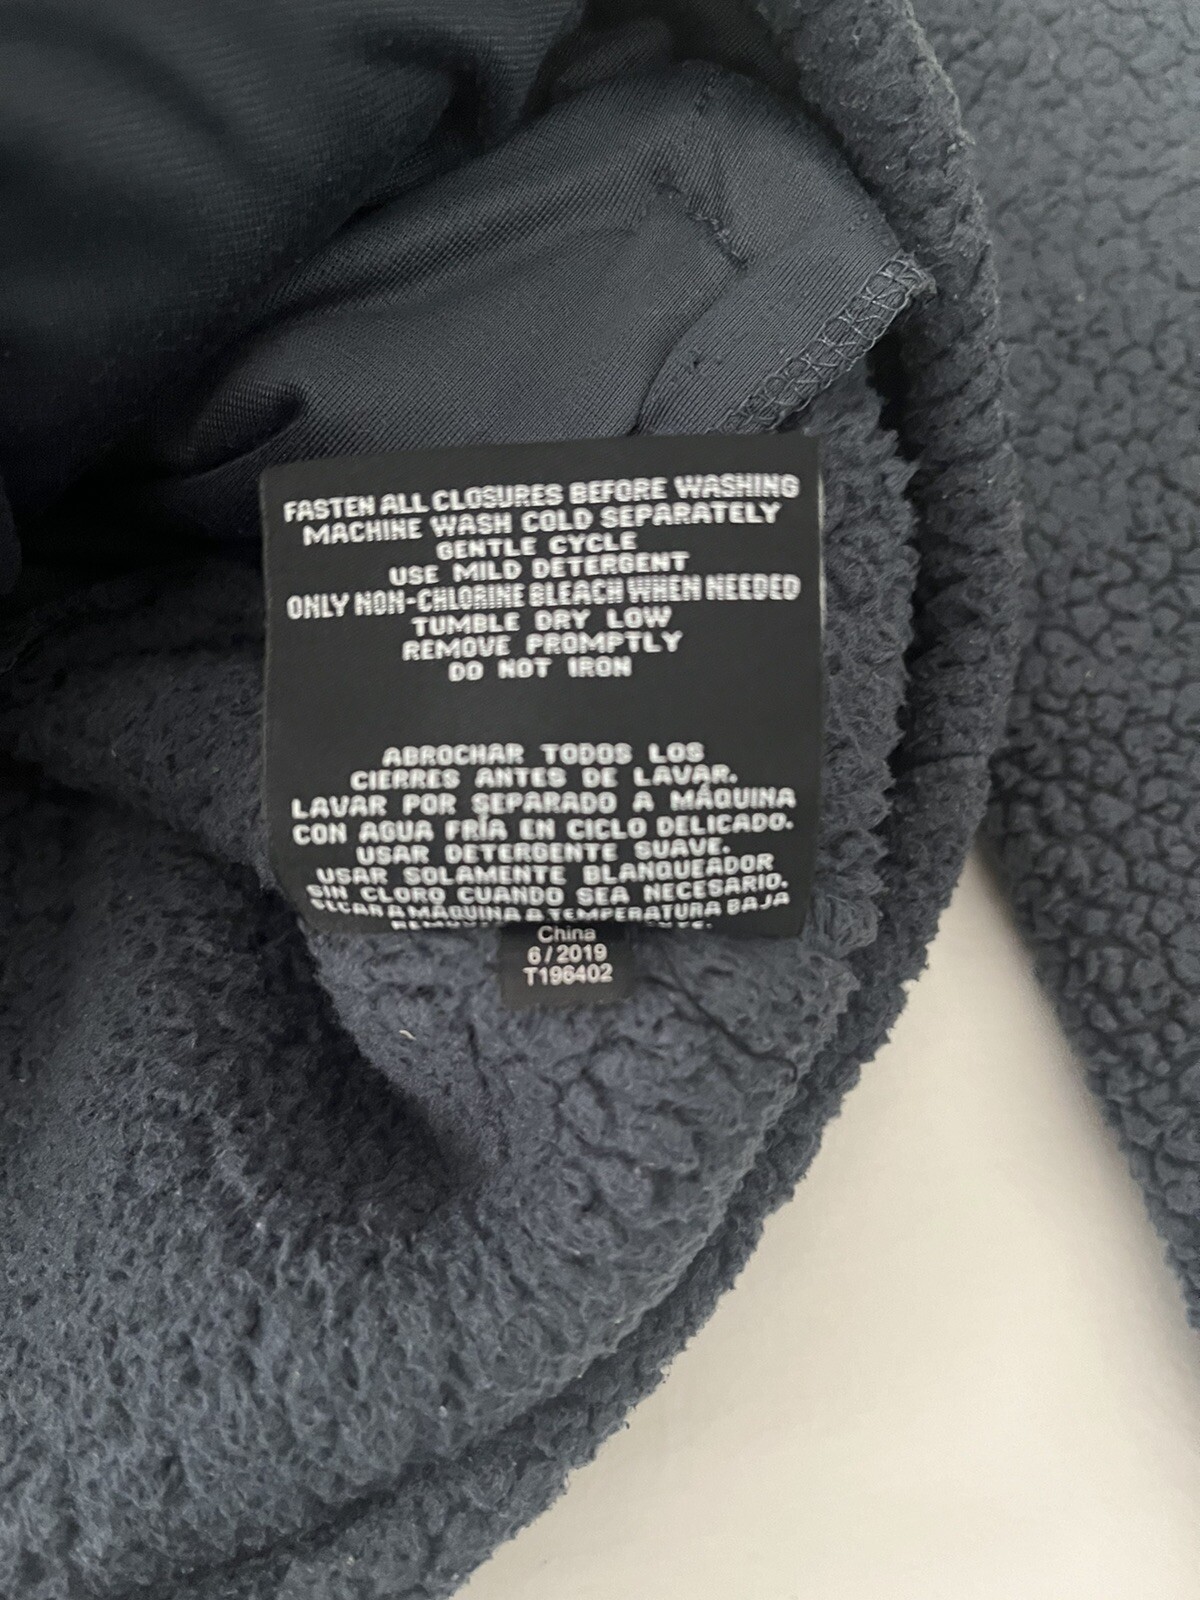 FASTEN ALL CLOSURES BEFORE WASHING
MACHINE WASH COLD SEPARATELY
GENTLE CYCLE
USE MILD DETERGENT
ONLY NON-CHLORINE BLEACH WHEN NEEDED
TUMBLE DRY LOW
REMOVE PROMPTLY
DO NOT IRON
ABROCHAR TODOS LOS
CIERRES ANTES DE LAVAR.
LAVAR POR SEPARADO A MÁQUINA
CON AGUA FRÍA EN CICLO DELICADO.
USAR DETERGENTE SUAVE.
USAR SOLAMENTE BLANQUEADOR
SIN CLORO CUANDO SEA NECESARIO.
SECAR A MÁQUINA A TEMPERATURA BAJA
China
6/2019
T196402